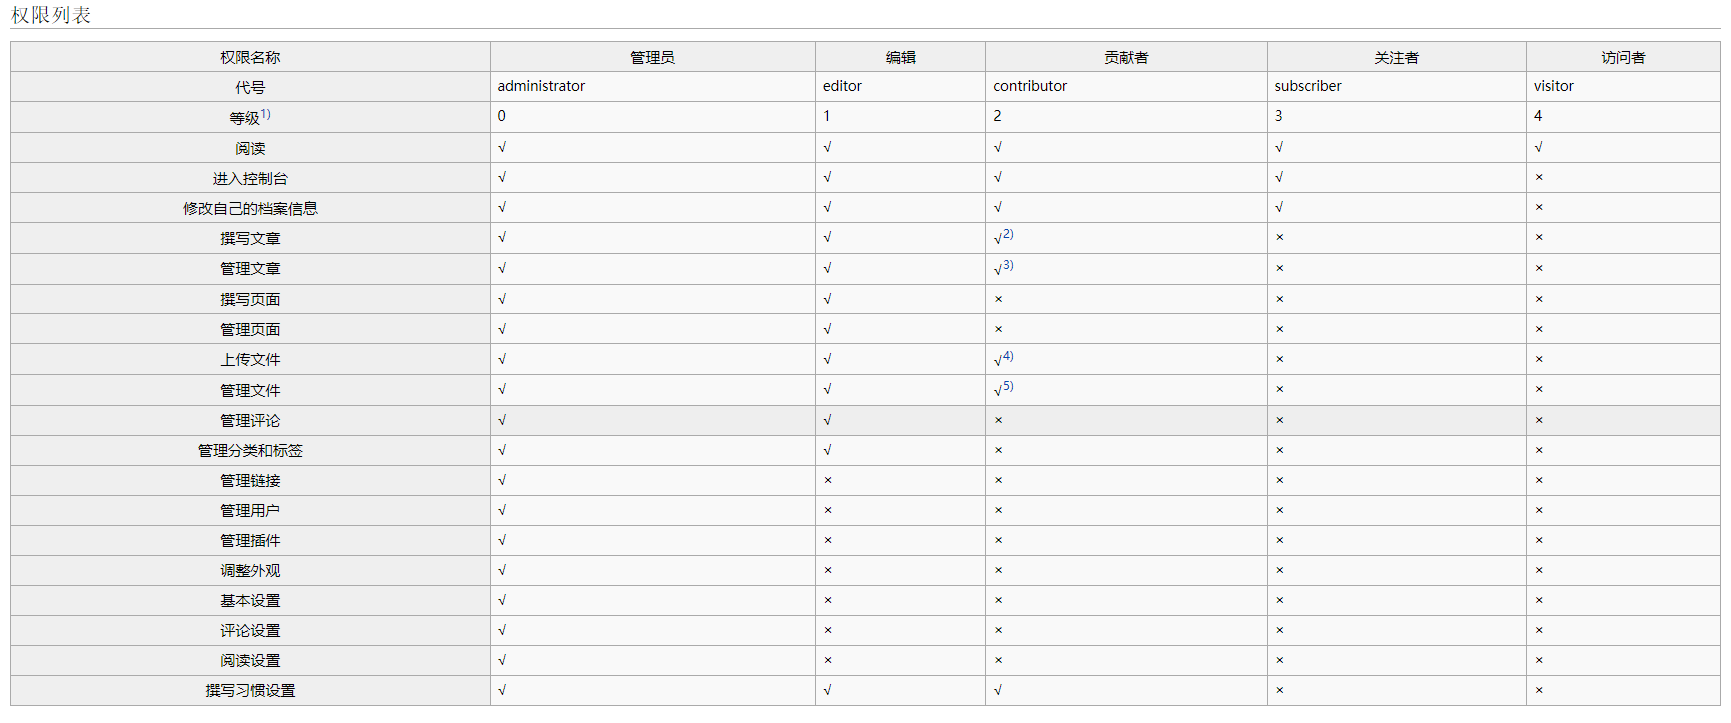 权限列表
权限名称 管理员 编辑 贡献者 关注者 访问者
代号 administrator editor contributor subscriber visitor
等级1) 0 1 2 3 4
阅读 √ √ √ √ √
进入控制台 √ √ √ √ ×
修改自己的档案信息 √ √ √ √ ×
撰写文章 √ √ √2) × ×
管理文章 √ √ √3) × ×
撰写页面 √ √ × × ×
管理页面 √ √ × × ×
上传文件 √ √ √4) × ×
管理文件 √ √ √5) × ×
管理评论 √ √ × × ×
管理分类和标签 √ √ × × ×
管理链接 √ × × × ×
管理用户 √ × × × ×
管理插件 √ × × × ×
调整外观 √ × × × ×
基本设置 √ × × × ×
评论设置 √ × × × ×
阅读设置 √ × × × ×
撰写习惯设置 √ √ √ × ×